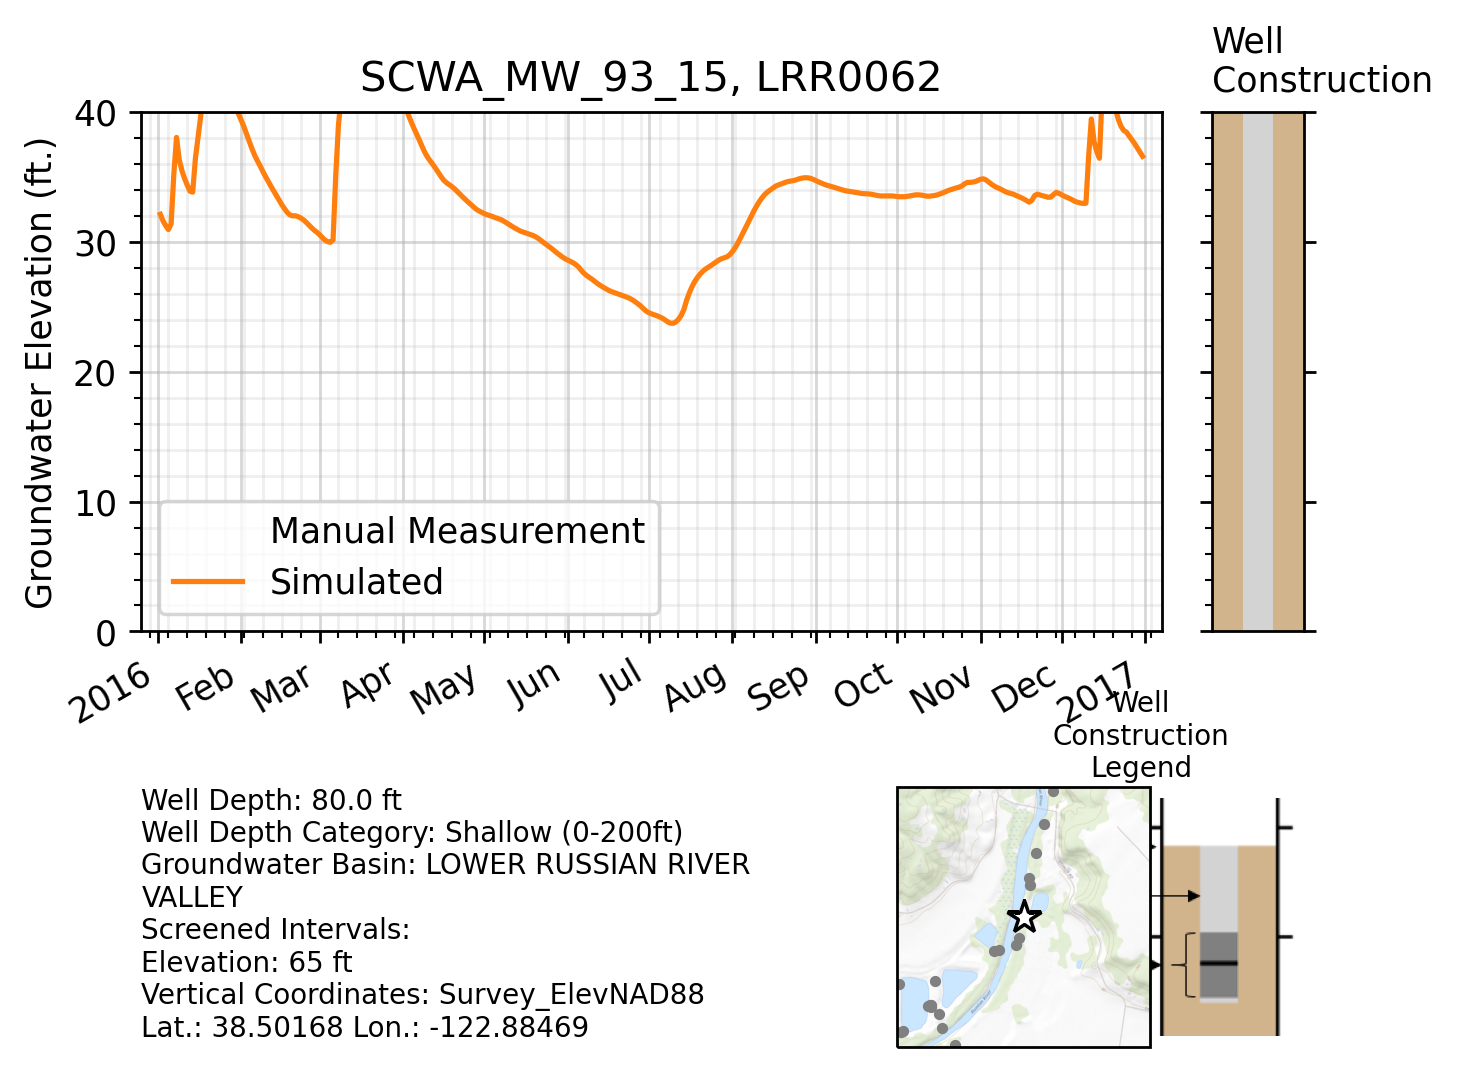 Well
Construction
SCWA_MW_93_15, LRR0062
Groundwater Elevation (ft.)
40
30
20
10
0
Manual Measurement
Simulated
2016
Feb
Mar
Apr
May
Jun
Jul
Aug
Sep
Oct
Nov
Dec
2017
Well
Construction
Legend
Well Depth: 80.0 ft
Well Depth Category: Shallow (0-200ft)
Groundwater Basin: LOWER RUSSIAN RIVER
VALLEY
Screened Intervals:
Elevation: 65 ft
Vertical Coordinates: Survey_ElevNAD88
Lat.: 38.50168 Lon.: -122.88469